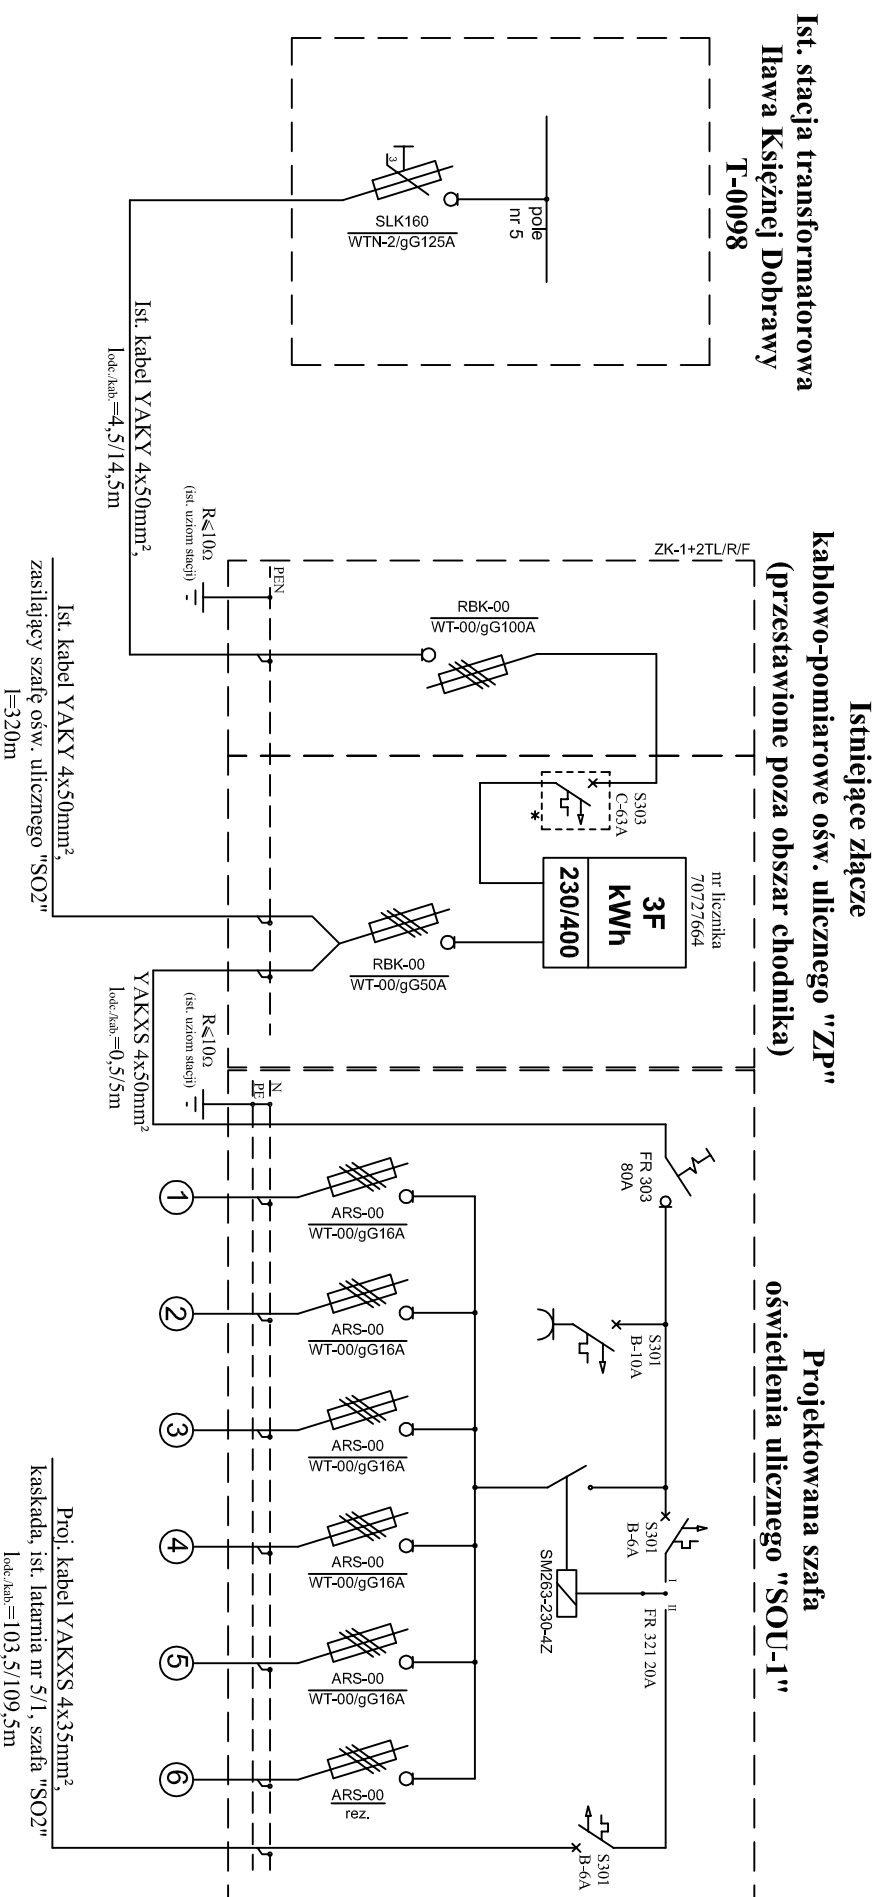 Ist. stacja transformatorowa
Iława Księżnej Dobrawy
T-0098
pole
nr 5
3
SLK160
WTN-2/gG125A
Ist. kabel YAKY 4x50mm²,
lodc./kab.=4,5/14,5m
Istniejące złącze
kablowo-pomiarowe ośw. ulicznego "ZP"
(przestawione poza obszar chodnika)
ZK-1+2TL/R/F
R⩽10Ω
(ist. uziom stacji)
PEN
RBK-00
WT-00/gG100A
S303
C-63A
*
nr licznika
70727664
3F
kWh
230/400
RBK-00
WT-00/gG50A
Ist. kabel YAKY 4x50mm²,
zasilający szafę ośw. ulicznego "SO2"
l=320m
YAKXS 4x50mm²
lodc./kab.=0,5/5m
R⩽10Ω
(ist. uziom stacji)
Projektowana szafa
oświetlenia ulicznego "SOU-1"
N
PE
FR 303
80A
S301
B-10A
S301
B-6A
I
II
FR 321 20A
SM263-230-4Z
S301
B-6A
ARS-00
WT-00/gG16A
ARS-00
WT-00/gG16A
ARS-00
WT-00/gG16A
ARS-00
WT-00/gG16A
ARS-00
WT-00/gG16A
ARS-00
rez.
1
2
3
4
5
6
Proj. kabel YAKXS 4x35mm²,
kaskada, ist. latarnia nr 5/1, szafa "SO2"
lodc./kab.=103,5/109,5m